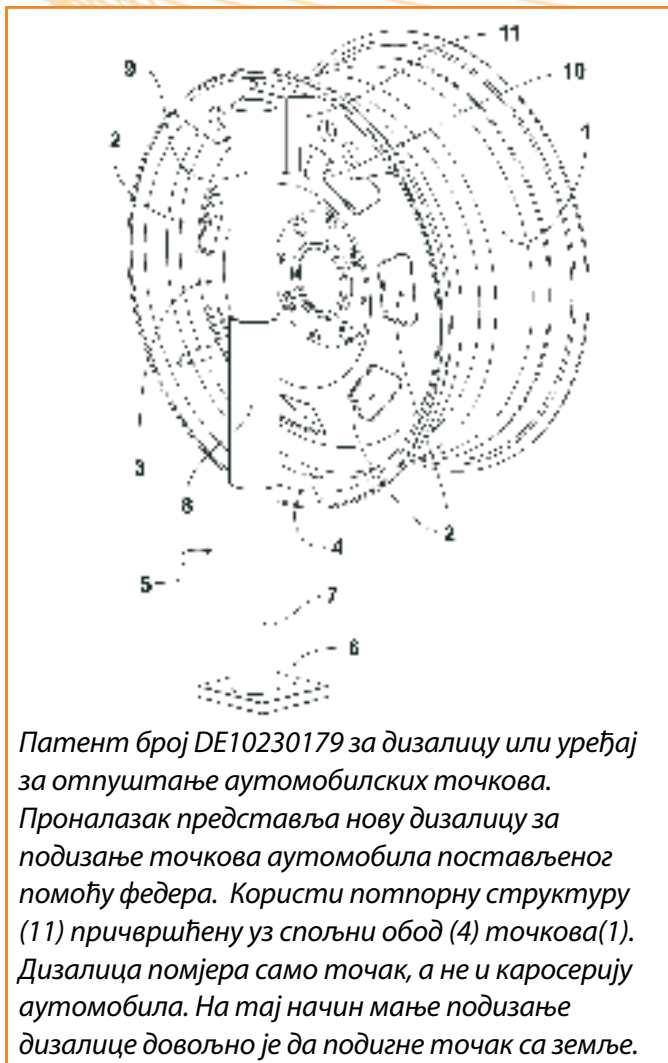 11
9
10
2
1
3
8
2
4
5
7
6
Патент број DE10230179 за дизалицу или уређај
за отпуштање аутомобилских точкова.
Проналазак представља нову дизалицу за
подизање точкова аутомобила постављеног
помоћу федера. Користи потпорну структуру
(11) причвршћену уз спољни обод (4) точкова(1).
Дизалица помјера само точак, а не и каросерију
аутомобила. На тај начин мање подизање
дизалице довољно је да подигне точак са земље.